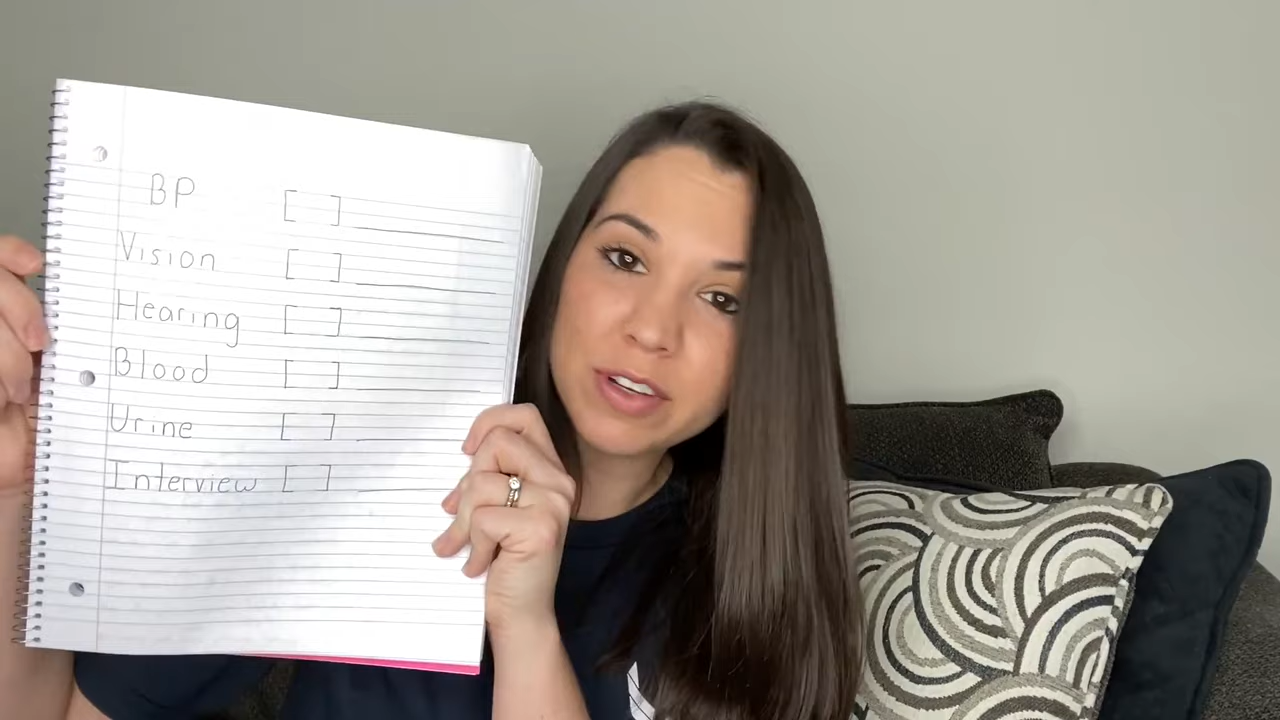 BP
Vision
Hearing
Blood
Urine
Interview